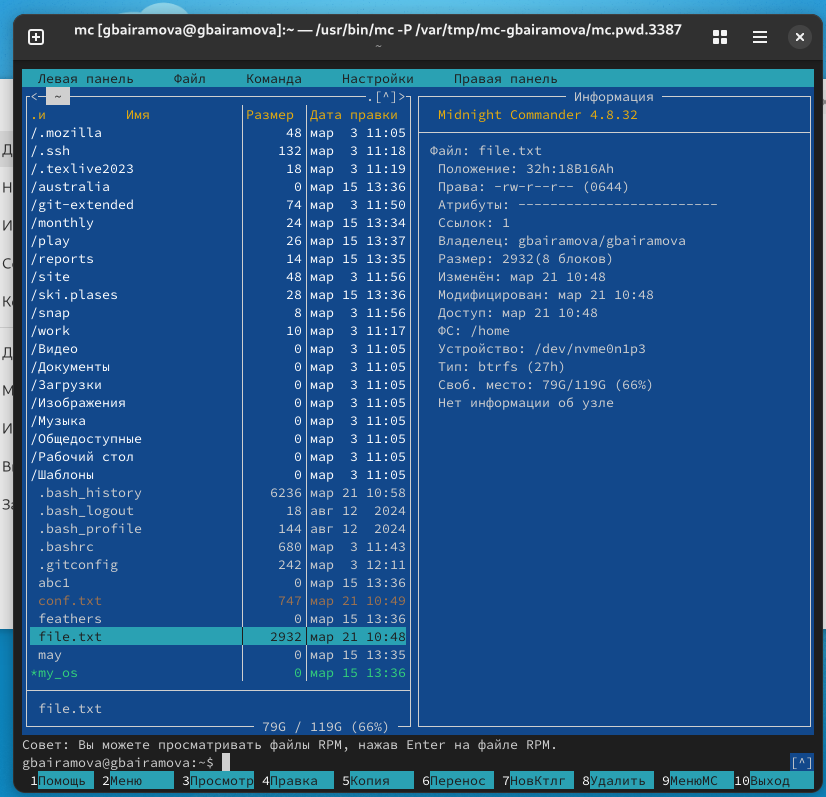 mc [gbairamova@gbairamova]:~ — /usr/bin/mc -P /var/tmp/mc-gbairamova/mc.pwd.3387
~
Левая панель Файл Команда Настройки Правая панель
<─ ~ .[^]>
.и Имя Размер Дата правки
/.mozilla 48 мар 3 11:05
/.ssh 132 мар 3 11:18
/.texlive2023 18 мар 3 11:19
/australia 0 мар 15 13:36
/git-extended 74 мар 3 11:50
/monthly 24 мар 15 13:34
/play 26 мар 15 13:37
/reports 14 мар 15 13:35
/site 48 мар 3 11:56
/ski.plases 28 мар 15 13:36
/snap 8 мар 3 11:56
/work 10 мар 3 11:17
/Видео 0 мар 3 11:05
/Документы 0 мар 3 11:05
/Загрузки 0 мар 3 11:05
/Изображения 0 мар 3 11:05
/Музыка 0 мар 3 11:05
/Общедоступные 0 мар 3 11:05
/Рабочий стол 0 мар 3 11:05
/Шаблоны 0 мар 3 11:05
.bash_history 6236 мар 21 10:58
.bash_logout 18 авг 12 2024
.bash_profile 144 авг 12 2024
.bashrc 680 мар 3 11:43
.gitconfig 242 мар 3 12:11
abc1 0 мар 15 13:36
conf.txt 747 мар 21 10:49
feathers 0 мар 15 13:36
file.txt 2932 мар 21 10:48
may 0 мар 15 13:35
*my_os 0 мар 15 13:36
file.txt
79G / 119G (66%)
Информация
Midnight Commander 4.8.32
Файл: file.txt
Положение: 32h:18B16Ah
Права: -rw-r--r-- (0644)
Атрибуты: -------------------------
Ссылок: 1
Владелец: gbairamova/gbairamova
Размер: 2932(8 блоков)
Изменён: мар 21 10:48
Модифицирован: мар 21 10:48
Доступ: мар 21 10:48
ФС: /home
Устройство: /dev/nvme0n1p3
Тип: btrfs (27h)
Своб. место: 79G/119G (66%)
Нет информации об узле
Совет: Вы можете просматривать файлы RPM, нажав Enter на файле RPM.
gbairamova@gbairamova:~$ [^]
1Помощь 2Меню 3Просмотр 4Правка 5Копия 6Перенос 7НовКтлг 8Удалить 9МенюМС 10Выход